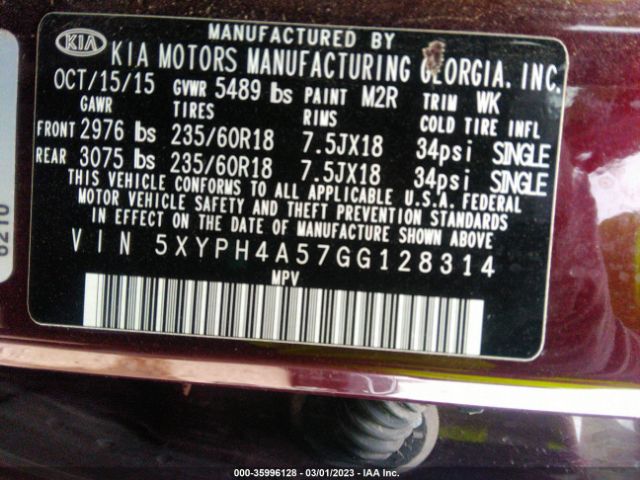 MANUFACTURED BY
KIA KIA MOTORS MANUFACTURING GEORGIA, INC.
OCT/15/15 GVWR 5489 lbs PAINT M2R TRIM WK
GAWR TIRES RIMS COLD TIRE INFL
FRONT 2976 lbs 235/60R18 7.5JX18 34psi SINGLE
REAR 3075 lbs 235/60R18 7.5JX18 34psi SINGLE
THIS VEHICLE CONFORMS TO ALL APPLICABLE U.S.A. FEDERAL
MOTOR VEHICLE SAFETY AND THEFT PREVENTION STANDARDS
IN EFFECT ON THE DATE OF MANUFACTURE SHOWN ABOVE.
VIN 5XYPH4A57GG128314
MPV
000-35996128 - 03/01/2023 - IAA Inc.